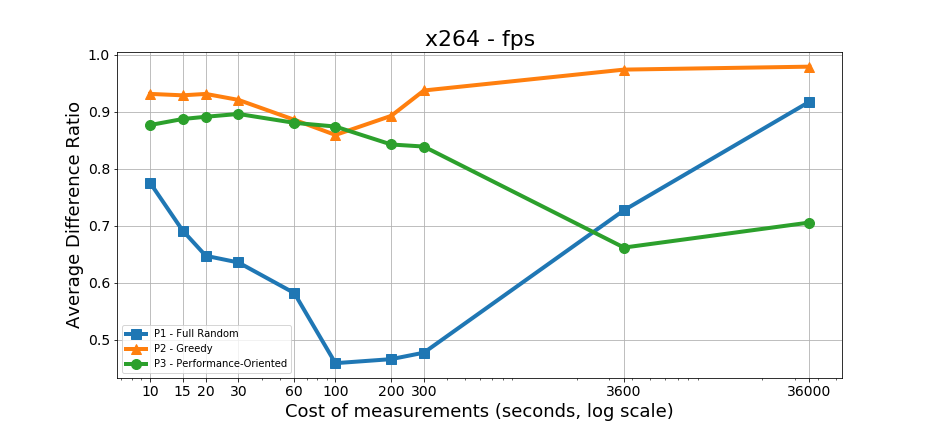 x264 - fps
Average Difference Ratio
1.0
0.9
0.8
0.7
0.6
0.5
P1 - Full Random
P2 - Greedy
P3 - Performance-Oriented
10 15 20 30 60 100 200 300 3600 36000
Cost of measurements (seconds, log scale)